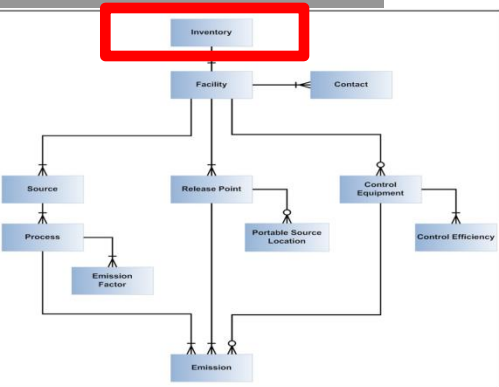 Inventory
Facility
Contact
Source
Release Point
Control
Equipment
Process
Portable Source
Location
Control Efficiency
Emission
Factor
Emission